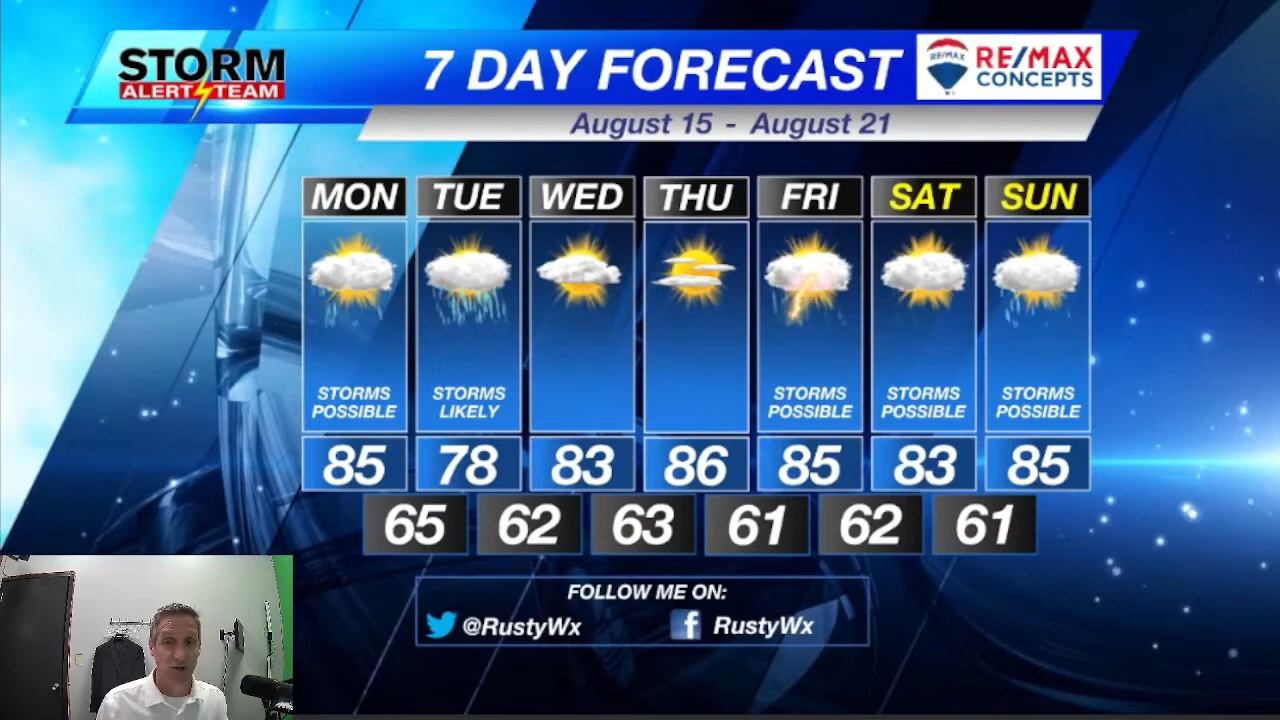 STORM
ALERT TEAM
7 DAY FORECAST
RE/MAX
RE/MAX
CONCEPTS
August 15 - August 21
MON TUE WED THU FRI SAT SUN
STORMS POSSIBLE
STORMS LIKELY
STORMS POSSIBLE
STORMS POSSIBLE
STORMS POSSIBLE
85 78 83 86 85 83 85
65 62 63 61 62 61
FOLLOW ME ON:
@RustyWx f RustyWx